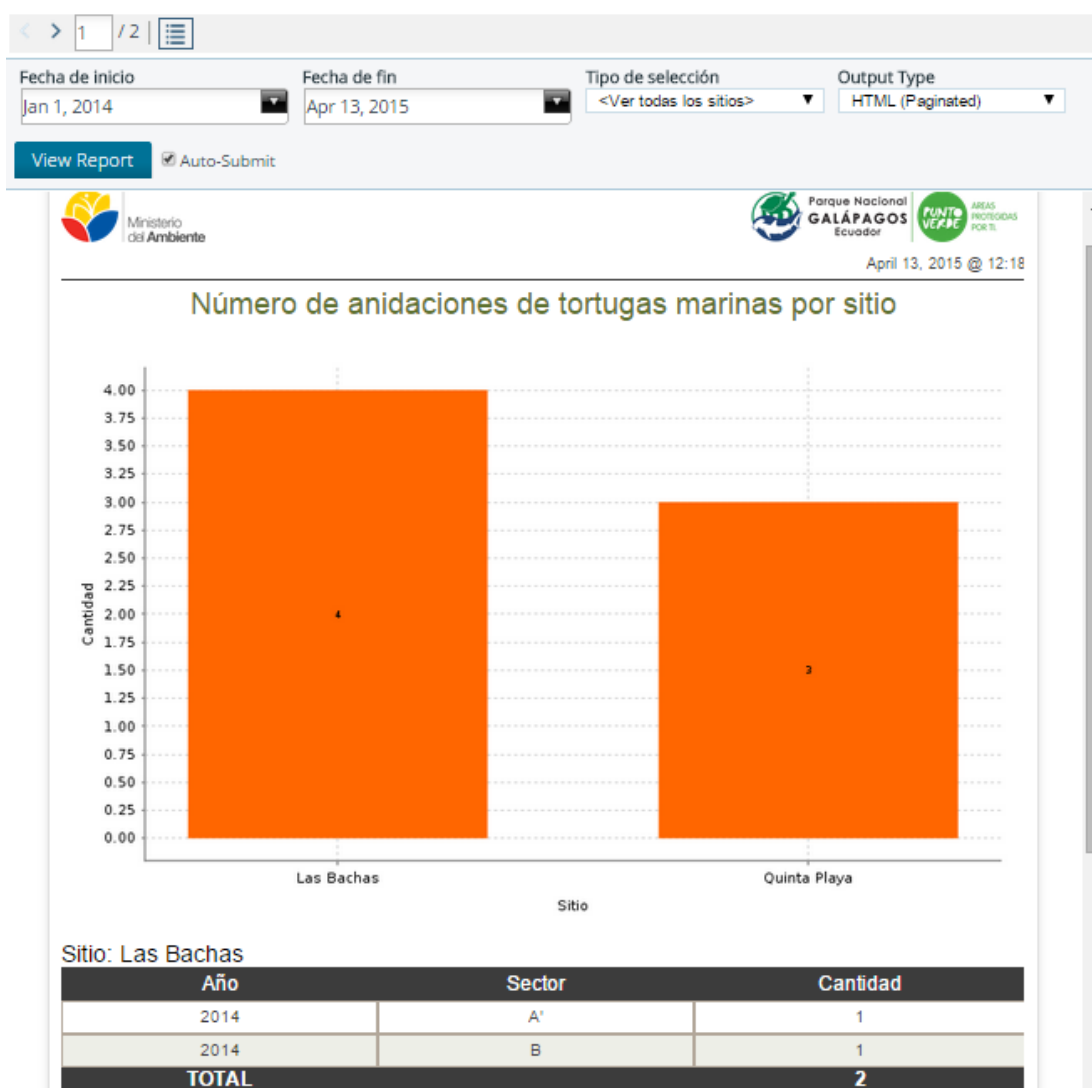 1 / 2
Fecha de inicio Fecha de fin Tipo de selección Output Type
Jan 1, 2014 Apr 13, 2015 <Ver todas los sitios> HTML (Paginated)
View Report Auto-Submit
Ministerio
del Ambiente
Parque Nacional
GALÁPAGOS
Ecuador
PUNTO
VERDE
AREAS
PROTEGIDAS
POR TI.
April 13, 2015 @ 12:18
Número de anidaciones de tortugas marinas por sitio
4.00
3.75
3.50
3.25
3.00
2.75
2.50
2.25
2.00
1.75
1.50
1.25
1.00
0.75
0.50
0.25
0.00
Cantidad
4
3
Las Bachas Quinta Playa
Sitio
Sitio: Las Bachas
Año Sector Cantidad
2014 A' 1
2014 B 1
TOTAL 2